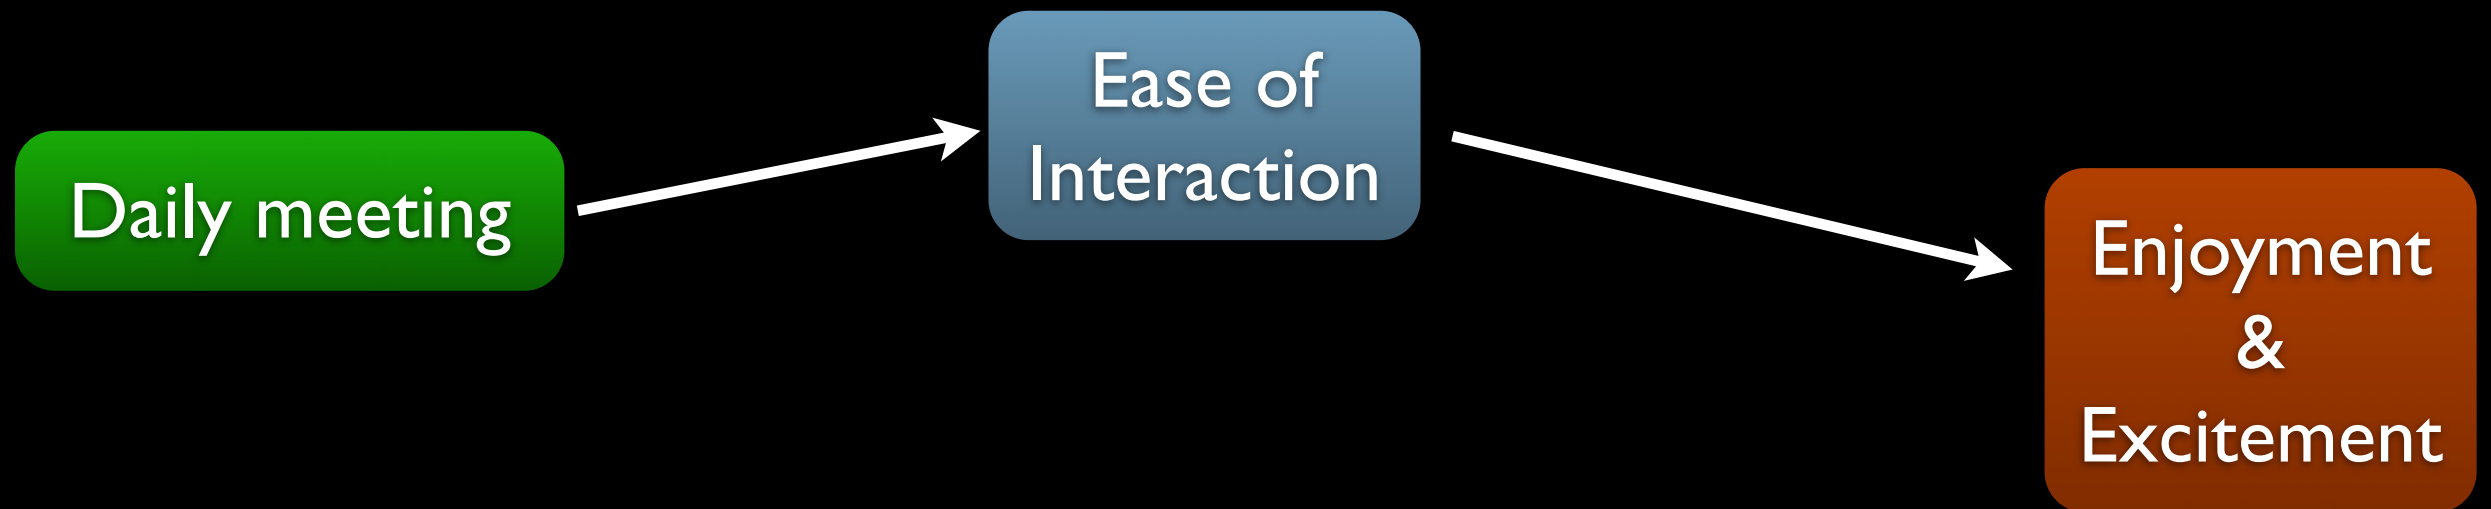 Daily meeting
Ease of
Interaction
Enjoyment
&
Excitement